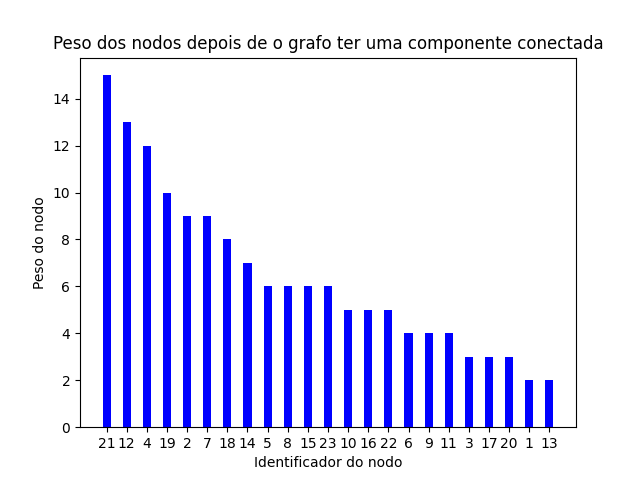 Peso dos nodos depois de o grafo ter uma componente conectada
14
12
10
8
6
4
2
0
Peso do nodo
21 12 4 19 2 7 18 14 5 8 15 23 10 16 22 6 9 11 3 17 20 1 13
Identificador do nodo